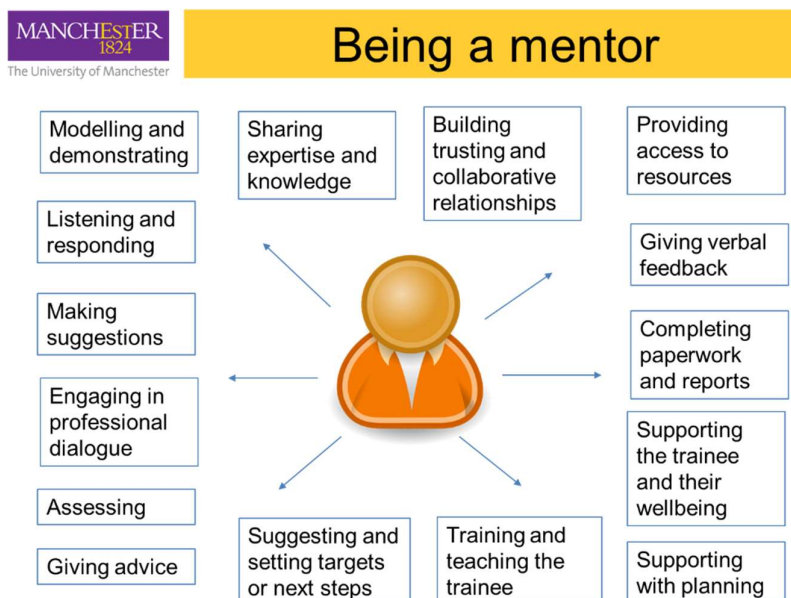 MANCHESTER
1824
The University of Manchester
Being a mentor
Modelling and
demonstrating
Sharing
expertise and
knowledge
Building
trusting and
collaborative
relationships
Providing
access to
resources
Listening and
responding
Giving verbal
feedback
Making
suggestions
Completing
paperwork
and reports
Engaging in
professional
dialogue
Supporting
the trainee
and their
wellbeing
Assessing
Giving advice
Suggesting and
setting targets
or next steps
Training and
teaching the
trainee
Supporting
with planning